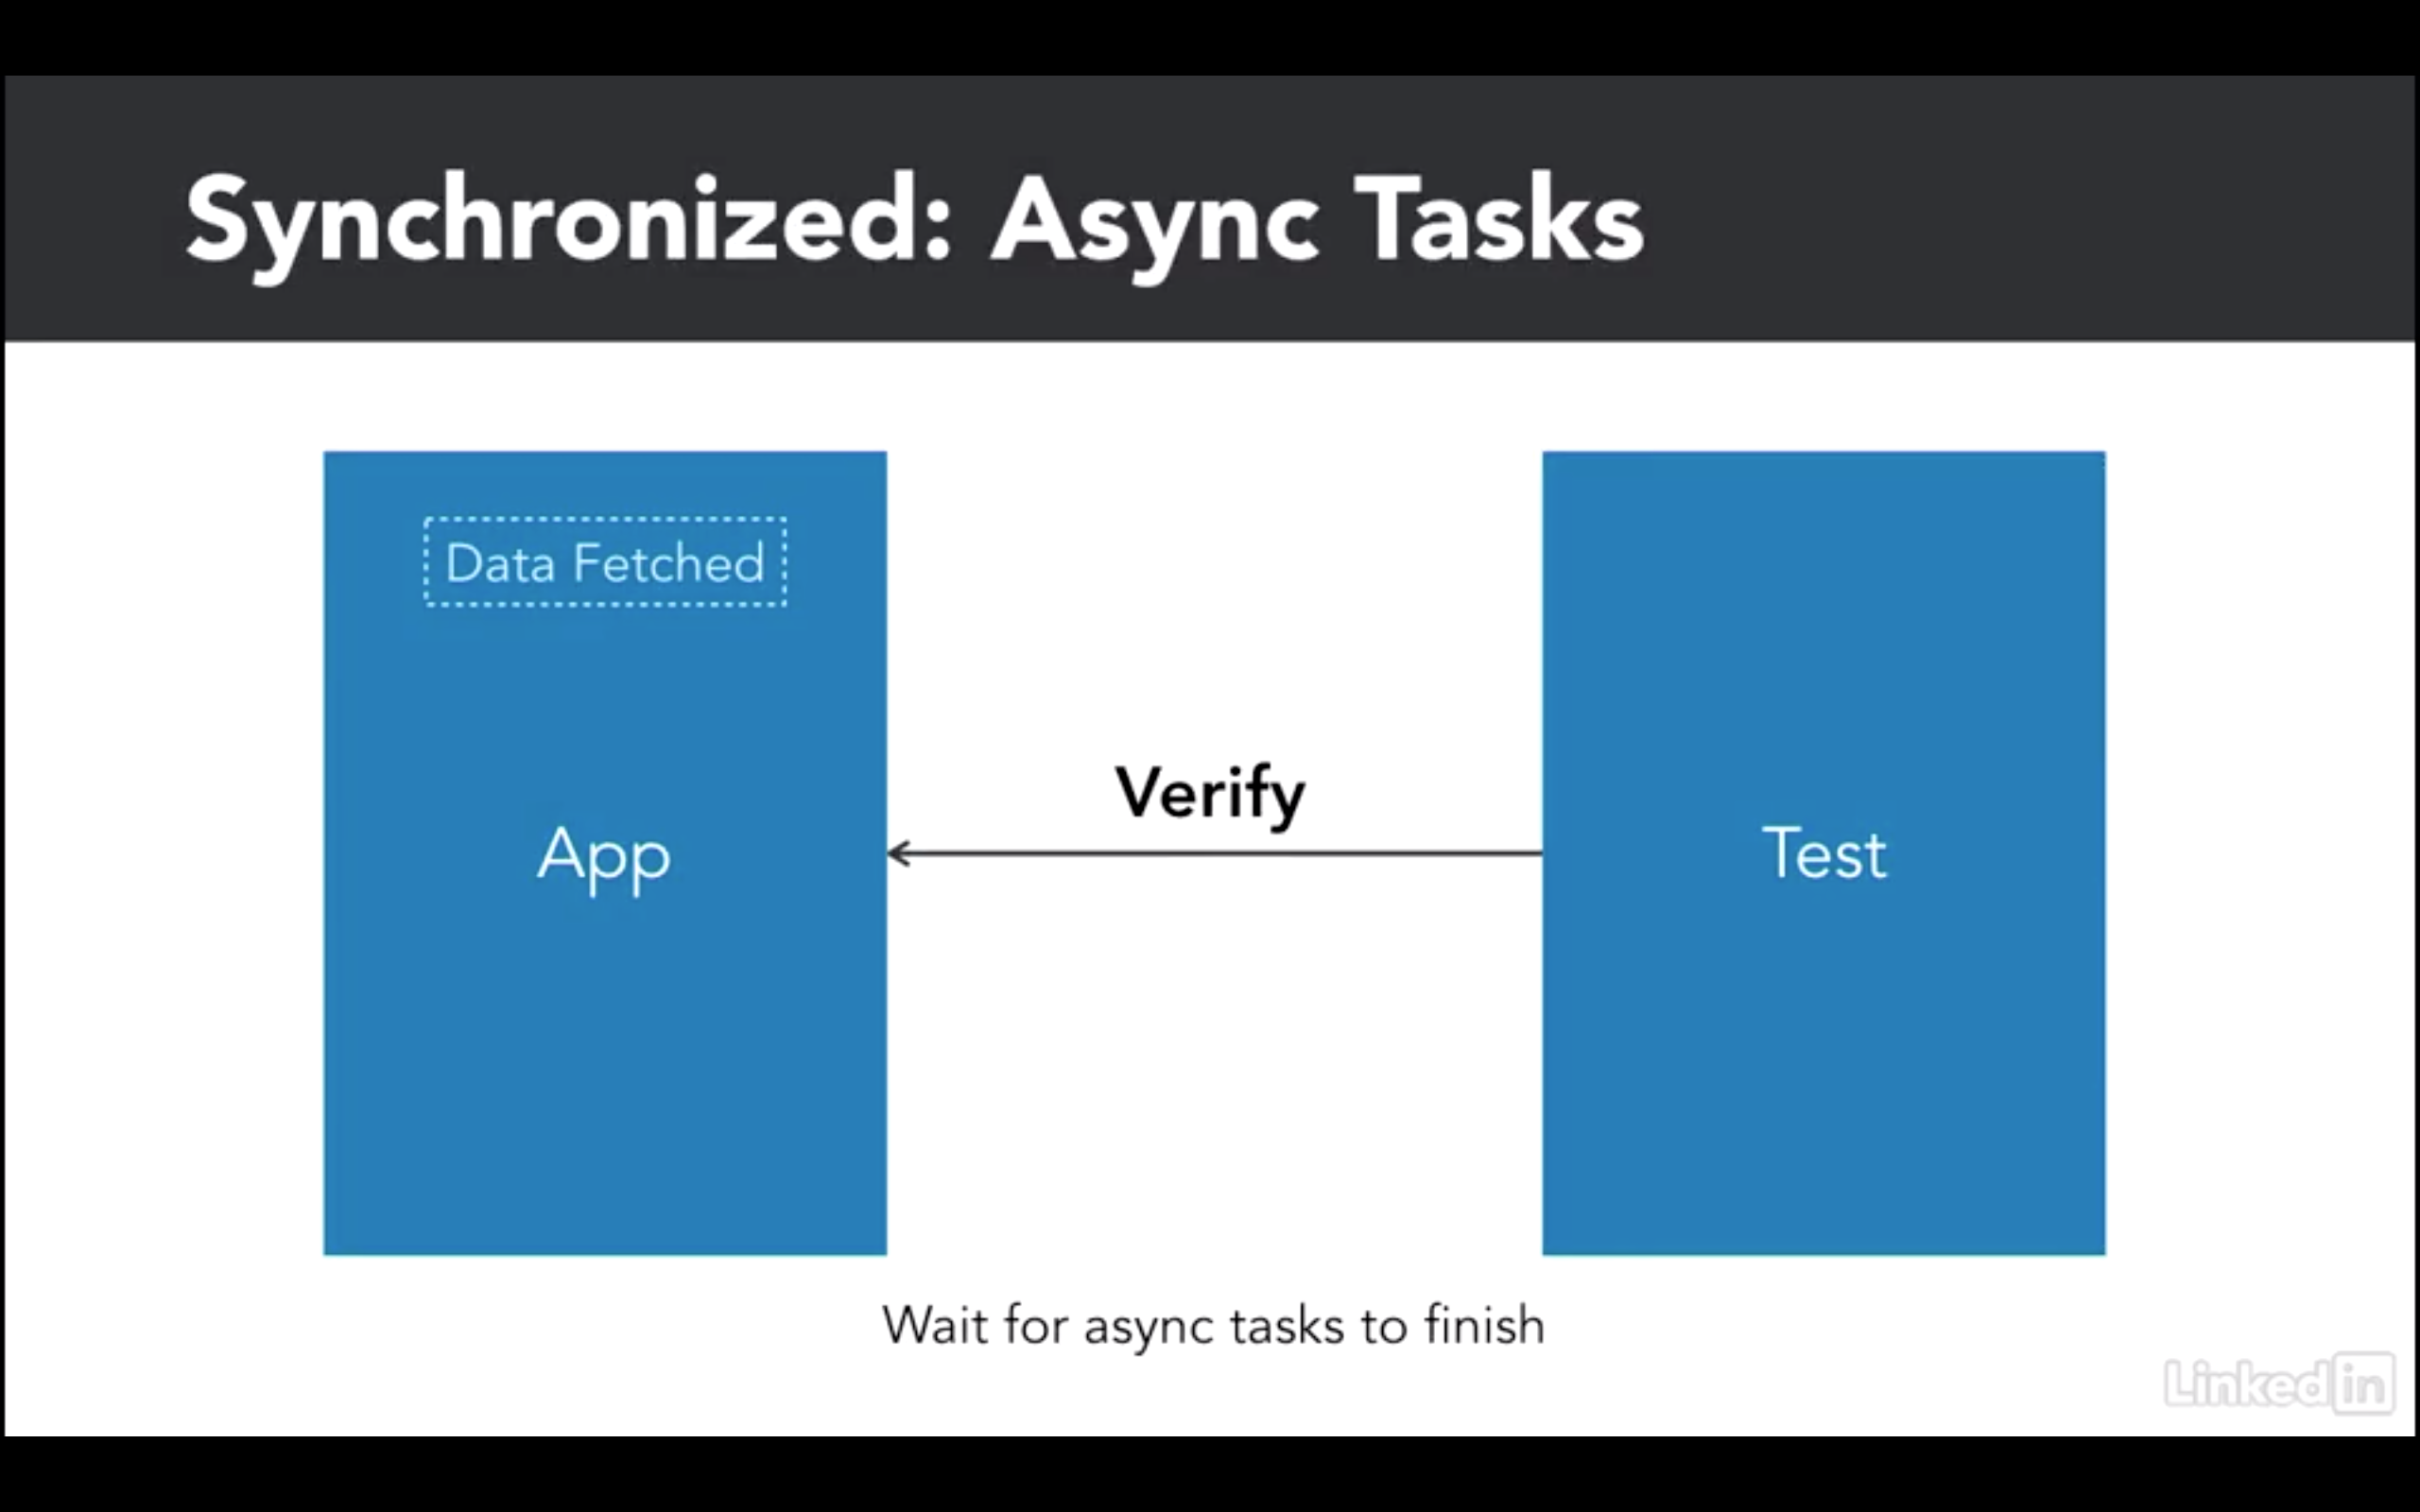 Synchronized: Async Tasks
Data Fetched
Verify
App
Test
Wait for async tasks to finish
Linkedin